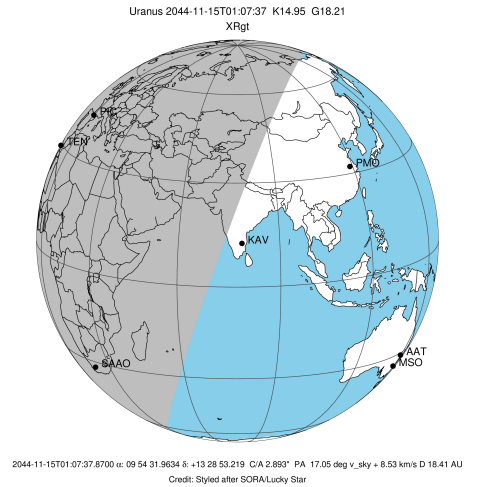 Uranus 2044-11-15T01:07:37 K14.95 G18.21
XRgt
PIC
TEN
PMO
KAV
AAT
MSO
SAAO
2044-11-15T01:07:37.8700 α: 09 54 31.9634 δ: +13 28 53.219 C/A 2.893" PA 17.05 deg v_sky + 8.53 km/s D 18.41 AU
Credit: Styled after SORA/Lucky Star